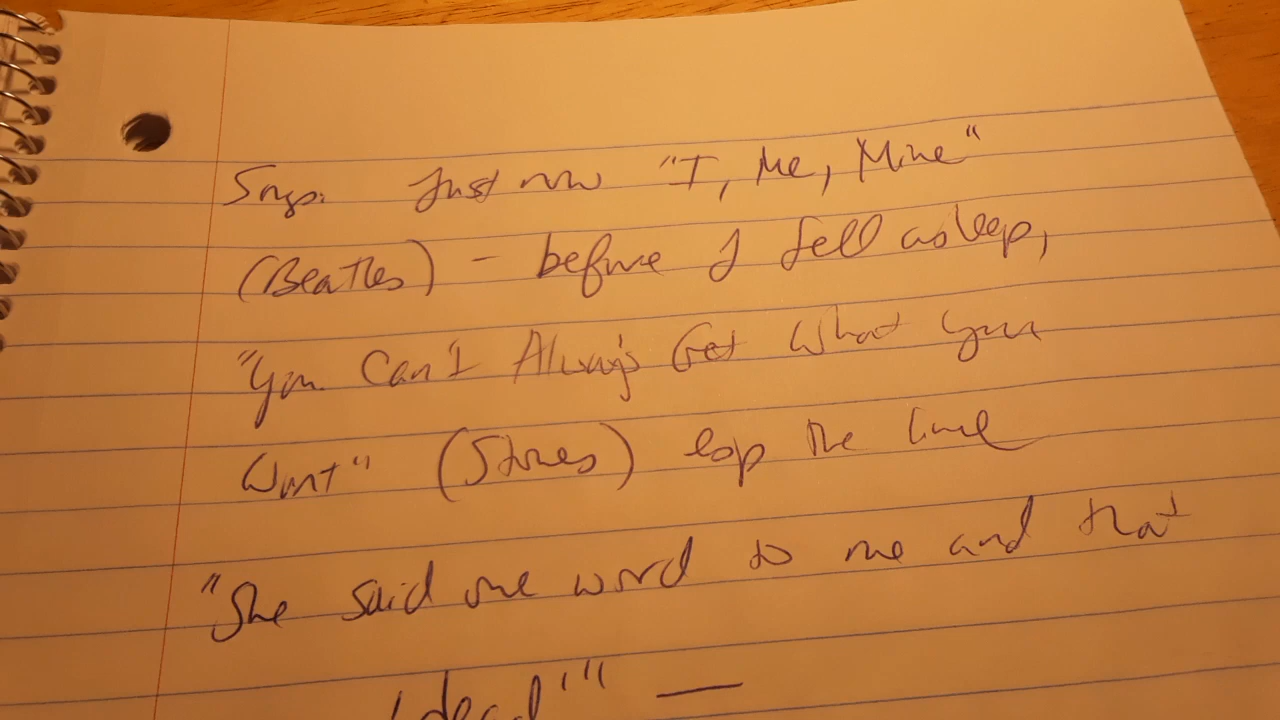 Songs: Just now "I, Me, Mine"
(Beatles) - before I fell asleep,
"You Can't Always Get What You
Want" (Stones) esp the line
"She said one word to me and that
'dead'" —